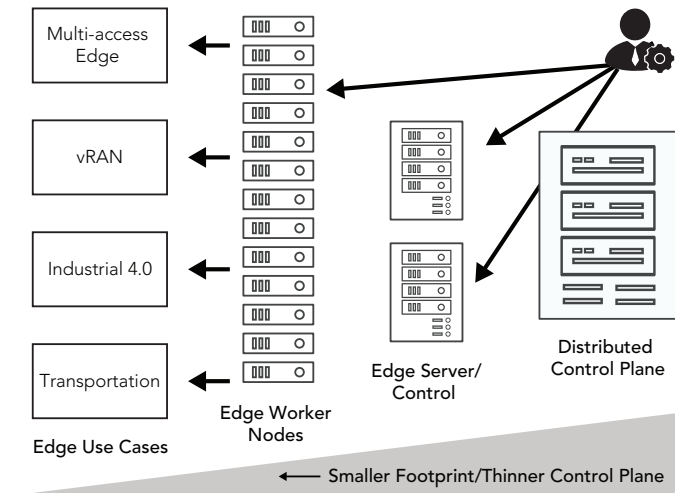 Multi-access
Edge
vRAN
Industrial 4.0
Transportation
Edge Use Cases
Edge Worker
Nodes
Edge Server/
Control
Distributed
Control Plane
Smaller Footprint/Thinner Control Plane